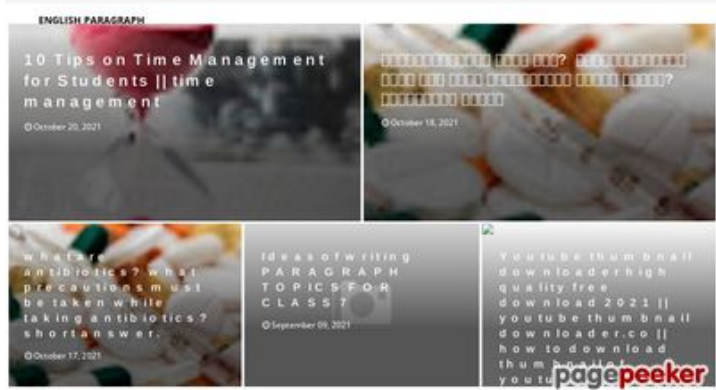 ENGLISH PARAGRAPH
10 Tips on Time Management
for Students || time
management
October 20, 2021
October 18, 2021
what are
antibiotics? what
precautions must
be taken while
taking antibiotics?
short answer.
October 17, 2021
Ideas of writing
PARAGRAPH
TOPICS FOR
CLASS 7
September 09, 2021
Youtube thumbnail
downloader high
quality free
download 2021 ||
youtube thumbnail
downloader.co ||
how to download
thumbnail of
pagepeeker